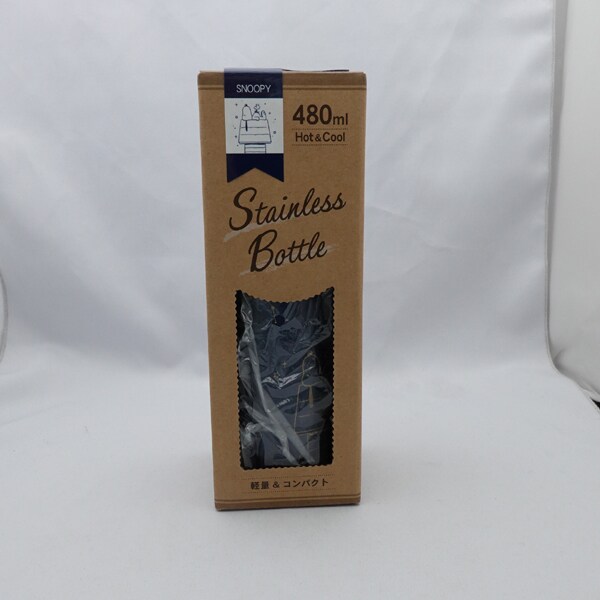 SNOOPY
480ml
Hot & Cool
Stainless
Bottle
軽量 & コンパクト